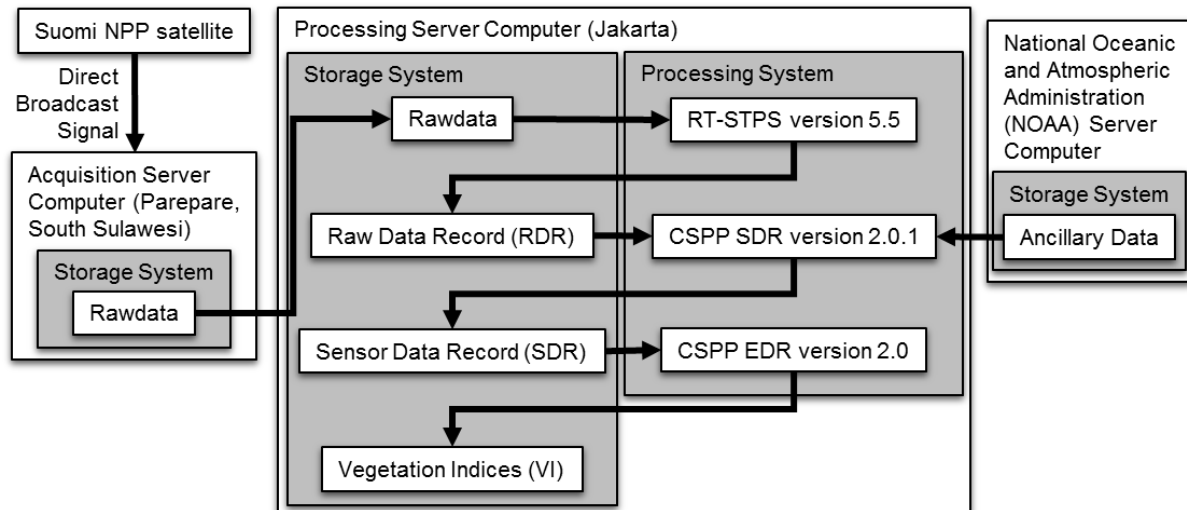 Suomi NPP satellite
Direct
Broadcast
Signal
Acquisition Server
Computer (Parepare,
South Sulawesi)
Storage System
Rawdata
Processing Server Computer (Jakarta)
Storage System
Processing System
Rawdata
RT-STPS version 5.5
Raw Data Record (RDR)
CSPP SDR version 2.0.1
Sensor Data Record (SDR)
CSPP EDR version 2.0
Vegetation Indices (VI)
National Oceanic
and Atmospheric
Administration
(NOAA) Server
Computer
Storage System
Ancillary Data